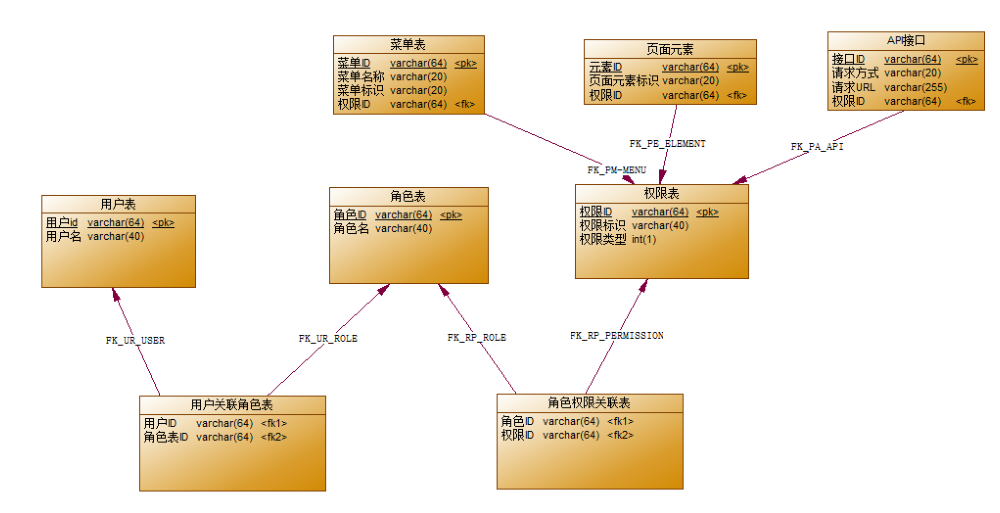 菜单表
菜单ID varchar(64) <pk>
菜单名称 varchar(20)
菜单标识 varchar(20)
权限ID varchar(64) <fk>
页面元素
元素ID varchar(64) <pk>
页面元素标识 varchar(20)
权限ID varchar(64) <fk>
API接口
接口ID varchar(64) <pk>
请求方式 varchar(20)
请求URL varchar(255)
权限ID varchar(64) <fk>
FK_PM-MENU
FK_PE_ELEMENT
FK_PA_API
用户表
用户id varchar(64) <pk>
用户名 varchar(40)
角色表
角色ID varchar(64) <pk>
角色名 varchar(40)
权限表
权限ID varchar(64) <pk>
权限标识 varchar(40)
权限类型 int(1)
FK_UR_USER
FK_UR_ROLE
FK_RP_ROLE
FK_RP_PERMISSION
用户关联角色表
用户ID varchar(64) <fk1>
角色表ID varchar(64) <fk2>
角色权限关联表
角色ID varchar(64) <fk1>
权限ID varchar(64) <fk2>